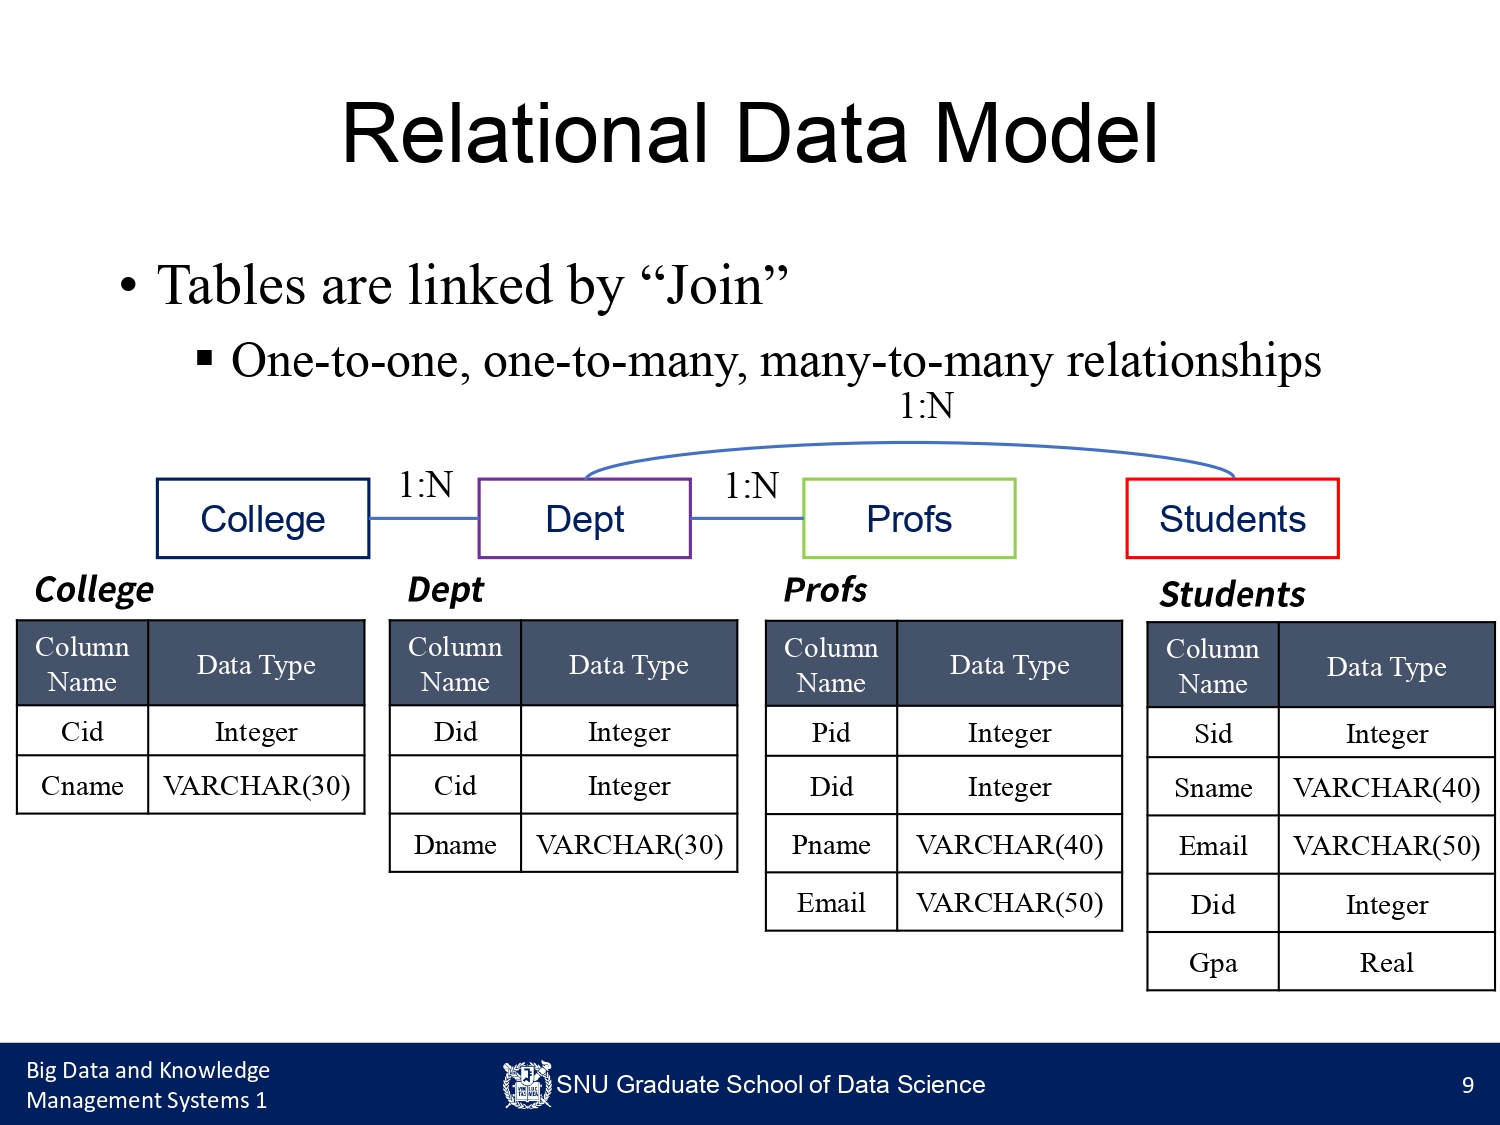 Relational Data Model
• Tables are linked by “Join”
▪ One-to-one, one-to-many, many-to-many relationships
1:N
1:N
1:N
College
Dept
Profs
Students
College
Column Name | Data Type
Cid | Integer
Cname | VARCHAR(30)
Dept
Column Name | Data Type
Did | Integer
Cid | Integer
Dname | VARCHAR(30)
Profs
Column Name | Data Type
Pid | Integer
Did | Integer
Pname | VARCHAR(40)
Email | VARCHAR(50)
Students
Column Name | Data Type
Sid | Integer
Sname | VARCHAR(40)
Email | VARCHAR(50)
Did | Integer
Gpa | Real
Big Data and Knowledge
Management Systems 1
SNU Graduate School of Data Science
9